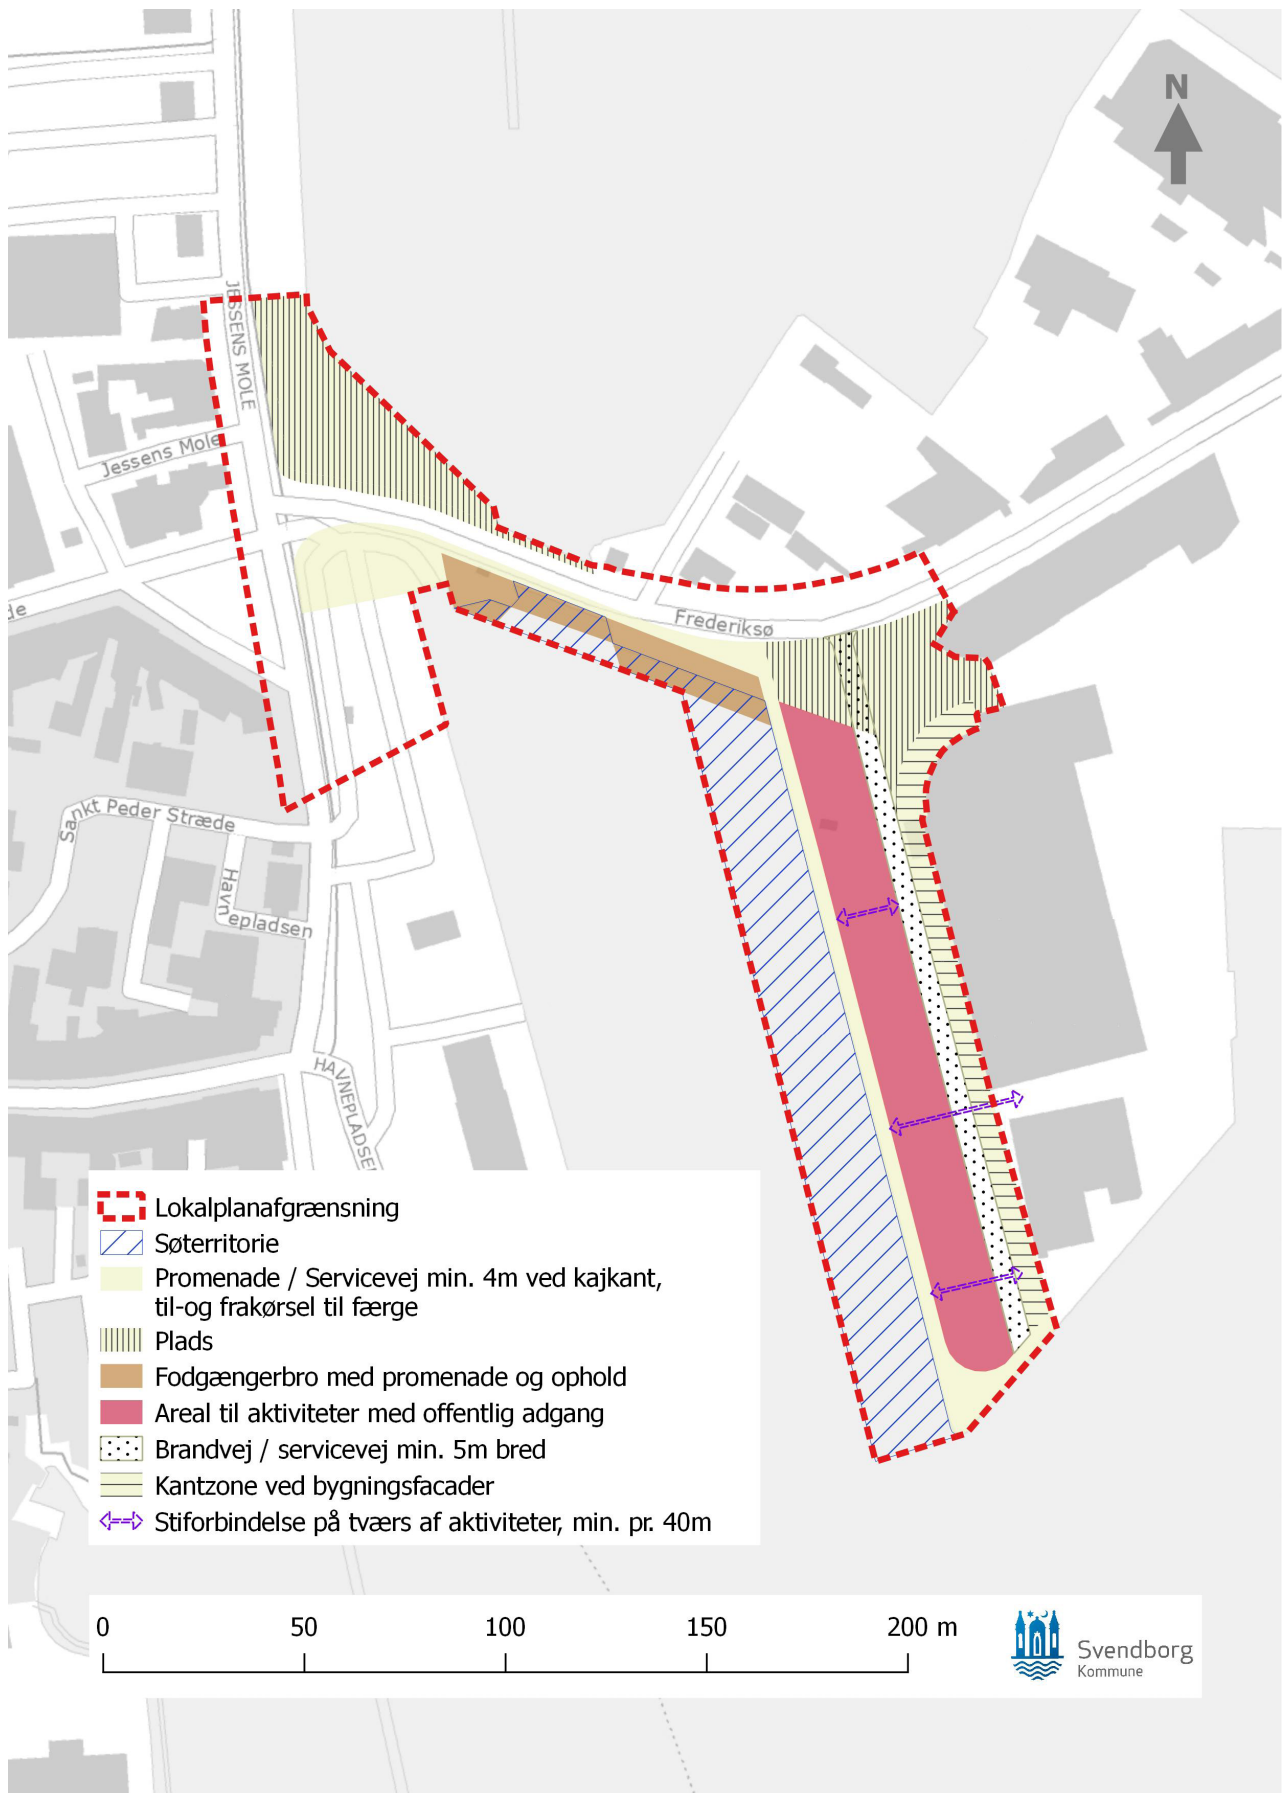 N
JESSENS MOLE
Jessens Mole
de
Frederiksø
Sankt Peder Stræde
Havnepladsen
HAVNEPLADSE
Lokalplanafgrænsning
Søterritorie
Promenade / Servicevej min. 4m ved kajkant,
til-og frakørsel til færge
Plads
Fodgængerbro med promenade og ophold
Areal til aktiviteter med offentlig adgang
Brandvej / servicevej min. 5m bred
Kantzone ved bygningsfacader
Stiforbindelse på tværs af aktiviteter, min. pr. 40m
0 50 100 150 200 m
Svendborg
Kommune